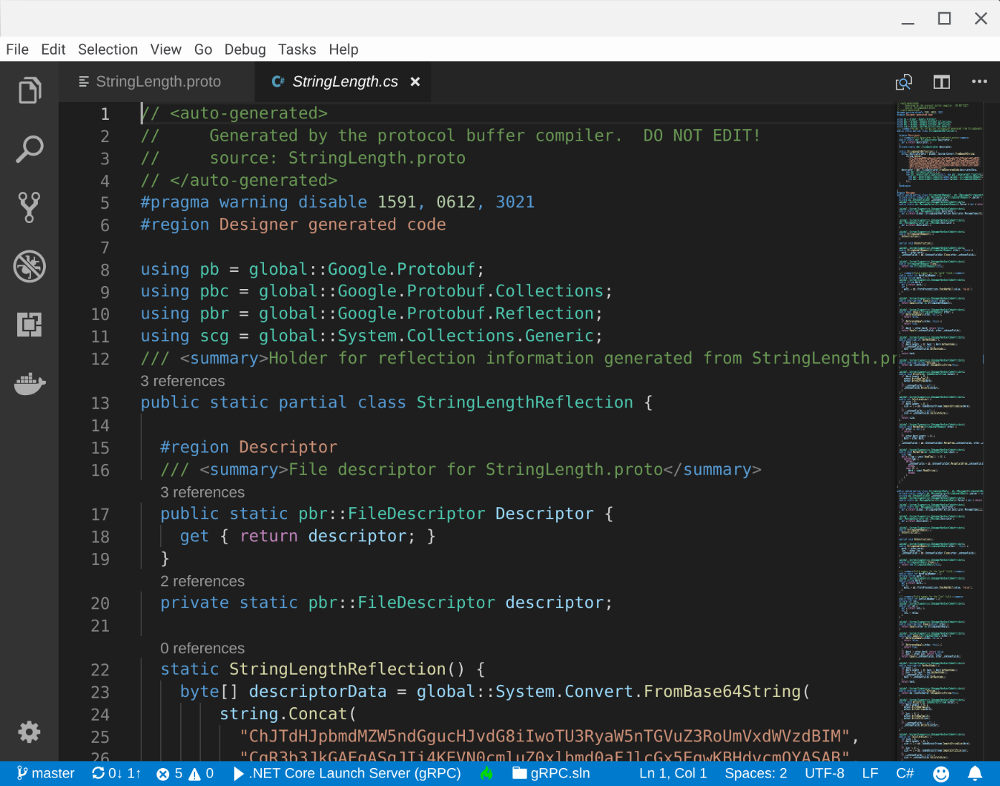 File Edit Selection View Go Debug Tasks Help
StringLength.proto C# StringLength.cs
1 // <auto-generated>
2 //     Generated by the protocol buffer compiler.  DO NOT EDIT!
3 //     source: StringLength.proto
4 // </auto-generated>
5 #pragma warning disable 1591, 0612, 3021
6 #region Designer generated code
7
8 using pb = global::Google.Protobuf;
9 using pbc = global::Google.Protobuf.Collections;
10 using pbr = global::Google.Protobuf.Reflection;
11 using scg = global::System.Collections.Generic;
12 /// <summary>Holder for reflection information generated from StringLength.pr
3 references
13 public static partial class StringLengthReflection {
14
15   #region Descriptor
16   /// <summary>File descriptor for StringLength.proto</summary>
3 references
17   public static pbr::FileDescriptor Descriptor {
18     get { return descriptor; }
19   }
2 references
20   private static pbr::FileDescriptor descriptor;
21
0 references
22   static StringLengthReflection() {
23     byte[] descriptorData = global::System.Convert.FromBase64String(
24         string.Concat(
25           "ChJTdHJpbmdMZW5ndGgucHJvdG8iIwoTU3RyaW5nTGVuZ3RoUmVxdWVzdBIM",
26
master 0↓ 1↑ 5 0 .NET Core Launch Server (gRPC) gRPC.sln Ln 1, Col 1 Spaces: 2 UTF-8 LF C#